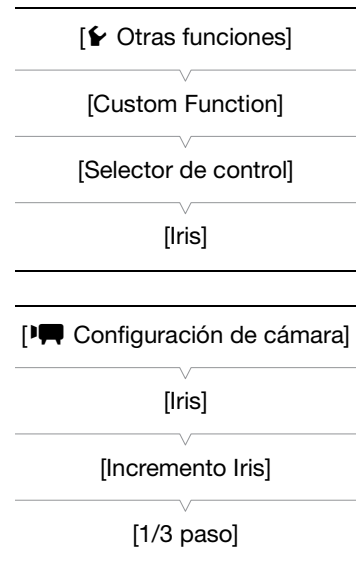 [ Otras funciones]
[Custom Function]
[Selector de control]
[Iris]
[ Configuración de cámara]
[Iris]
[Incremento Iris]
[1/3 paso]